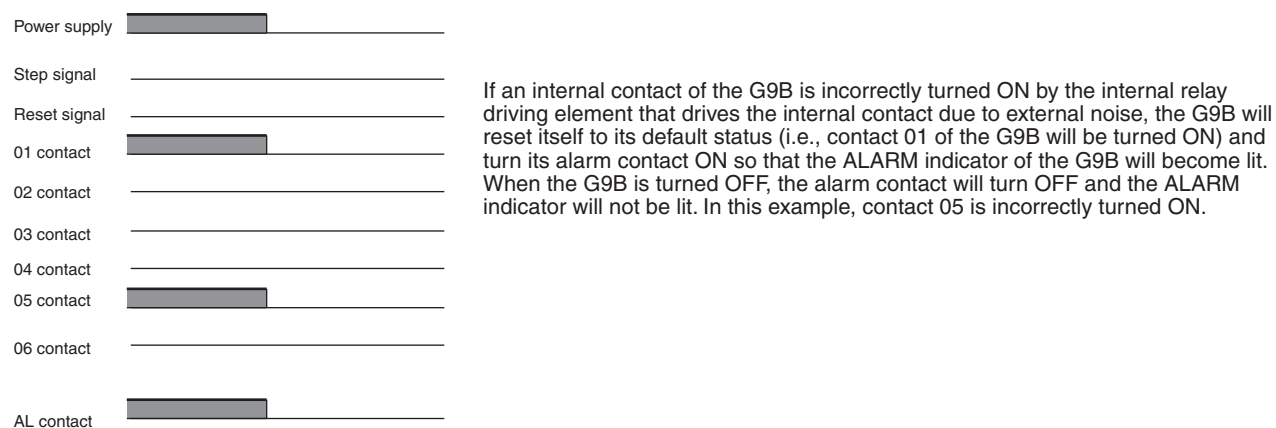 Power supply
Step signal
Reset signal
01 contact
02 contact
03 contact
04 contact
05 contact
06 contact
AL contact
If an internal contact of the G9B is incorrectly turned ON by the internal relay
driving element that drives the internal contact due to external noise, the G9B will
reset itself to its default status (i.e., contact 01 of the G9B will be turned ON) and
turn its alarm contact ON so that the ALARM indicator of the G9B will become lit.
When the G9B is turned OFF, the alarm contact will turn OFF and the ALARM
indicator will not be lit. In this example, contact 05 is incorrectly turned ON.